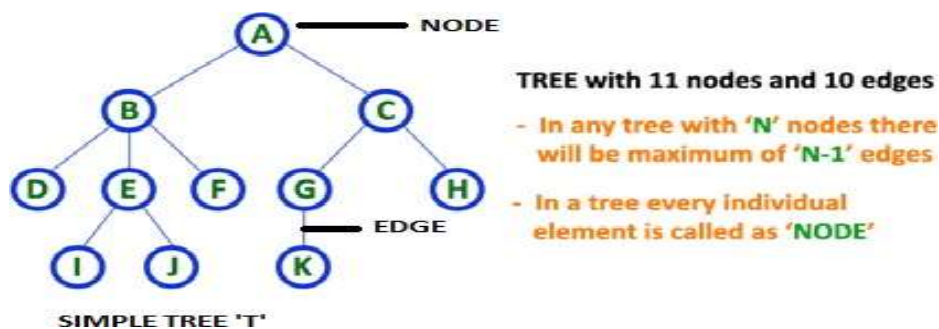 A
NODE
B
C
D
E
F
G
H
EDGE
I
J
K
SIMPLE TREE 'T'
TREE with 11 nodes and 10 edges
- In any tree with 'N' nodes there
will be maximum of 'N-1' edges
- In a tree every individual
element is called as 'NODE'